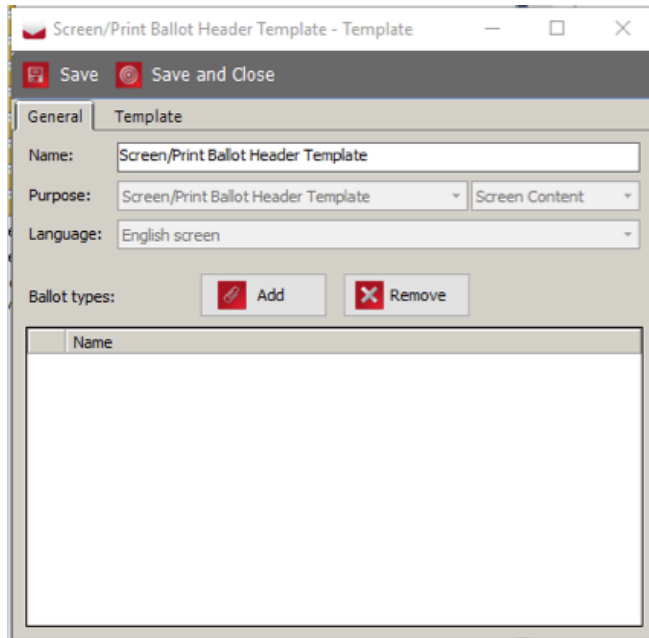 Screen/Print Ballot Header Template - Template
Save Save and Close
General Template
Name: Screen/Print Ballot Header Template
Purpose: Screen/Print Ballot Header Template Screen Content
Language: English screen
Ballot types: Add Remove
Name